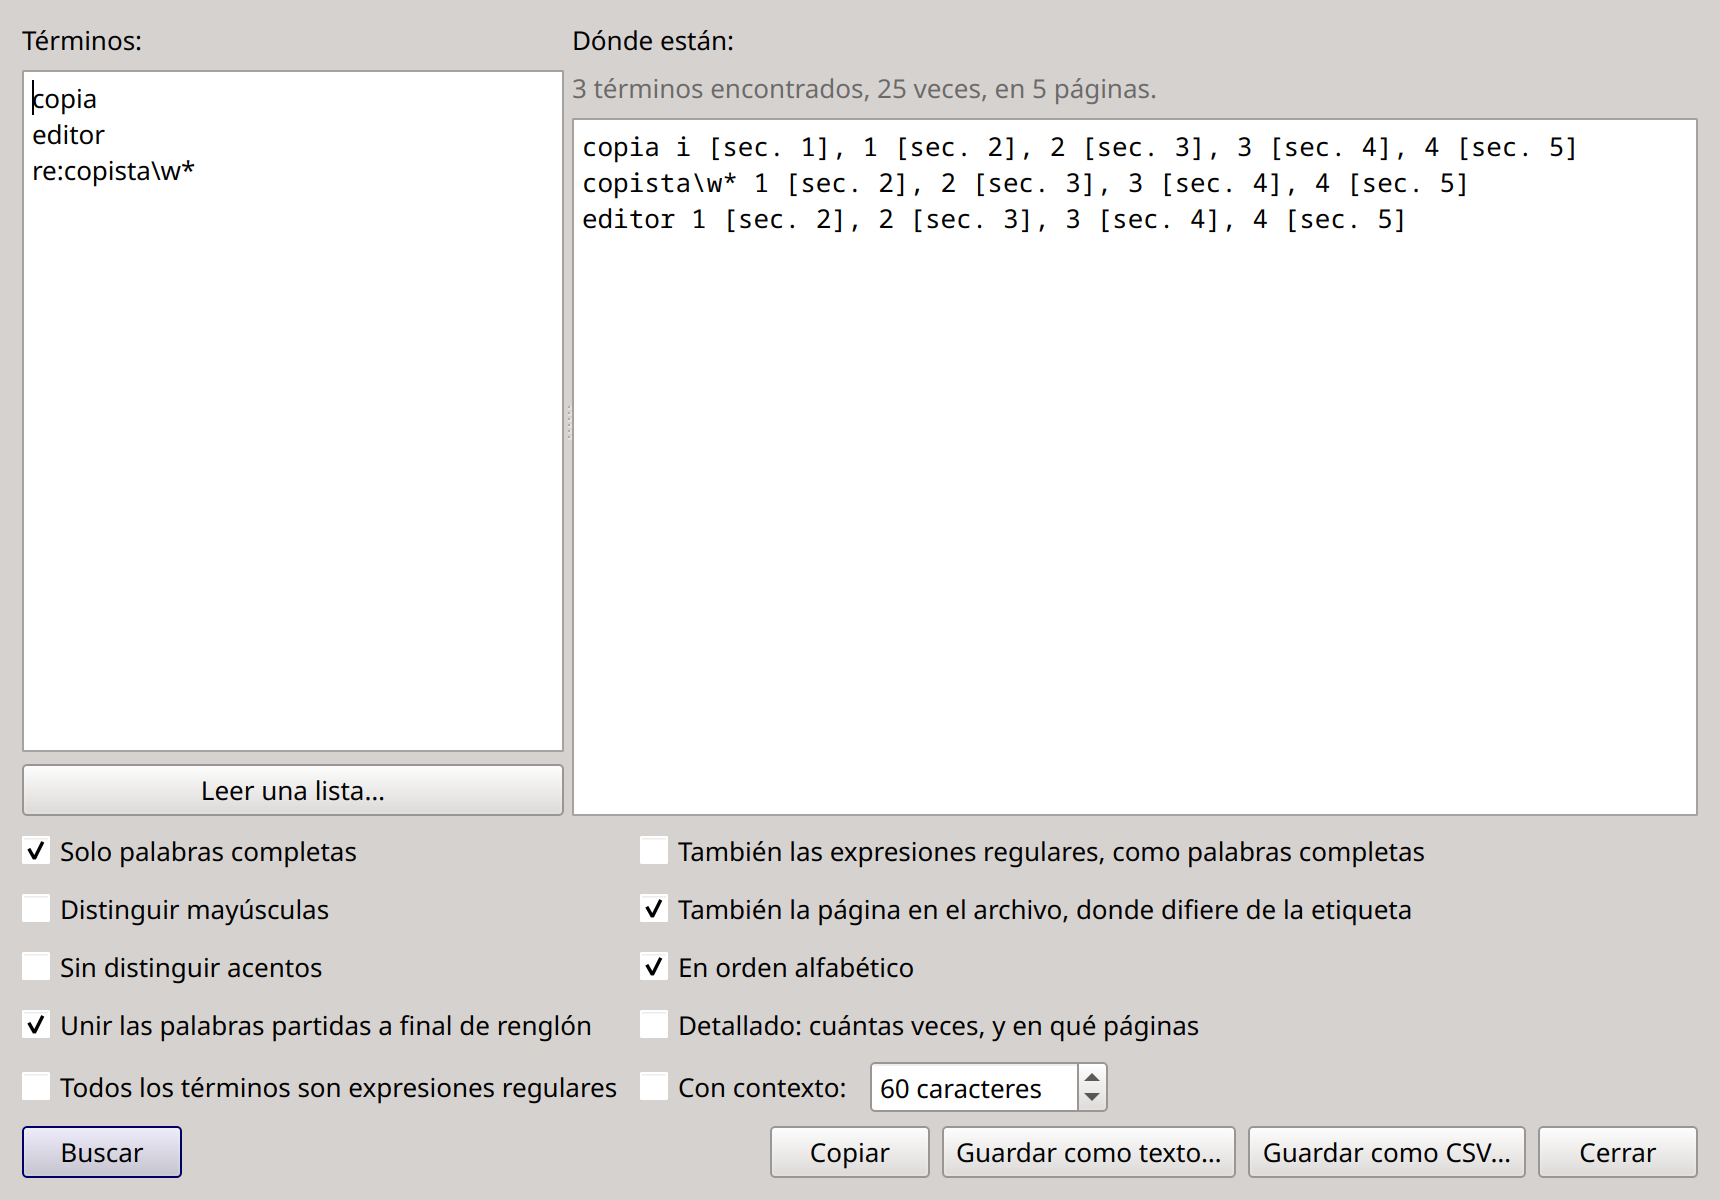 Términos:
copia
editor
re:copista\w*
Leer una lista...
Dónde están:
3 términos encontrados, 25 veces, en 5 páginas.
copia i [sec. 1], 1 [sec. 2], 2 [sec. 3], 3 [sec. 4], 4 [sec. 5]
copista\w* 1 [sec. 2], 2 [sec. 3], 3 [sec. 4], 4 [sec. 5]
editor 1 [sec. 2], 2 [sec. 3], 3 [sec. 4], 4 [sec. 5]
Solo palabras completas
Distinguir mayúsculas
Sin distinguir acentos
Unir las palabras partidas a final de renglón
Todos los términos son expresiones regulares
También las expresiones regulares, como palabras completas
También la página en el archivo, donde difiere de la etiqueta
En orden alfabético
Detallado: cuántas veces, y en qué páginas
Con contexto: 60 caracteres
Buscar
Copiar
Guardar como texto...
Guardar como CSV...
Cerrar